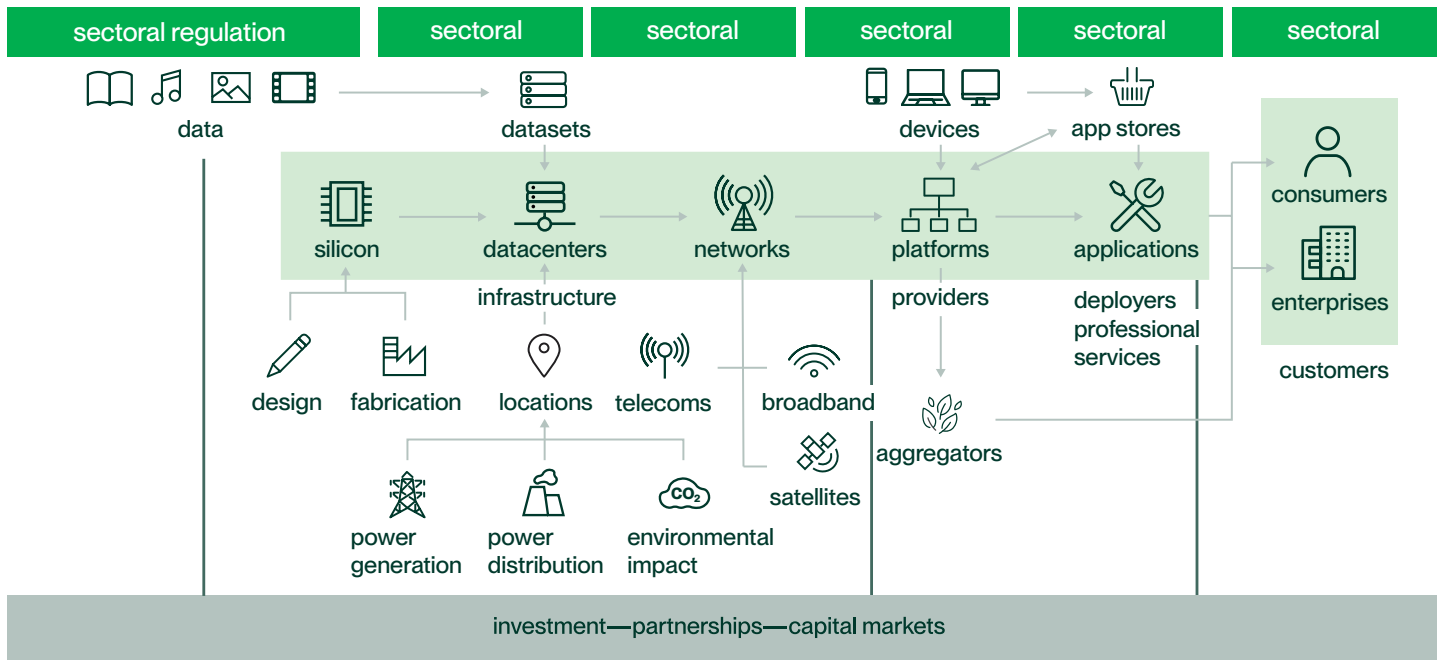 sectoral regulation
sectoral
sectoral
sectoral
sectoral
sectoral
data
datasets
devices
app stores
silicon
datacenters
networks
platforms
applications
consumers
enterprises
customers
infrastructure
providers
deployers
professional
services
design
fabrication
locations
telecoms
broadband
aggregators
satellites
CO₂
power
generation
power
distribution
environmental
impact
investment—partnerships—capital markets